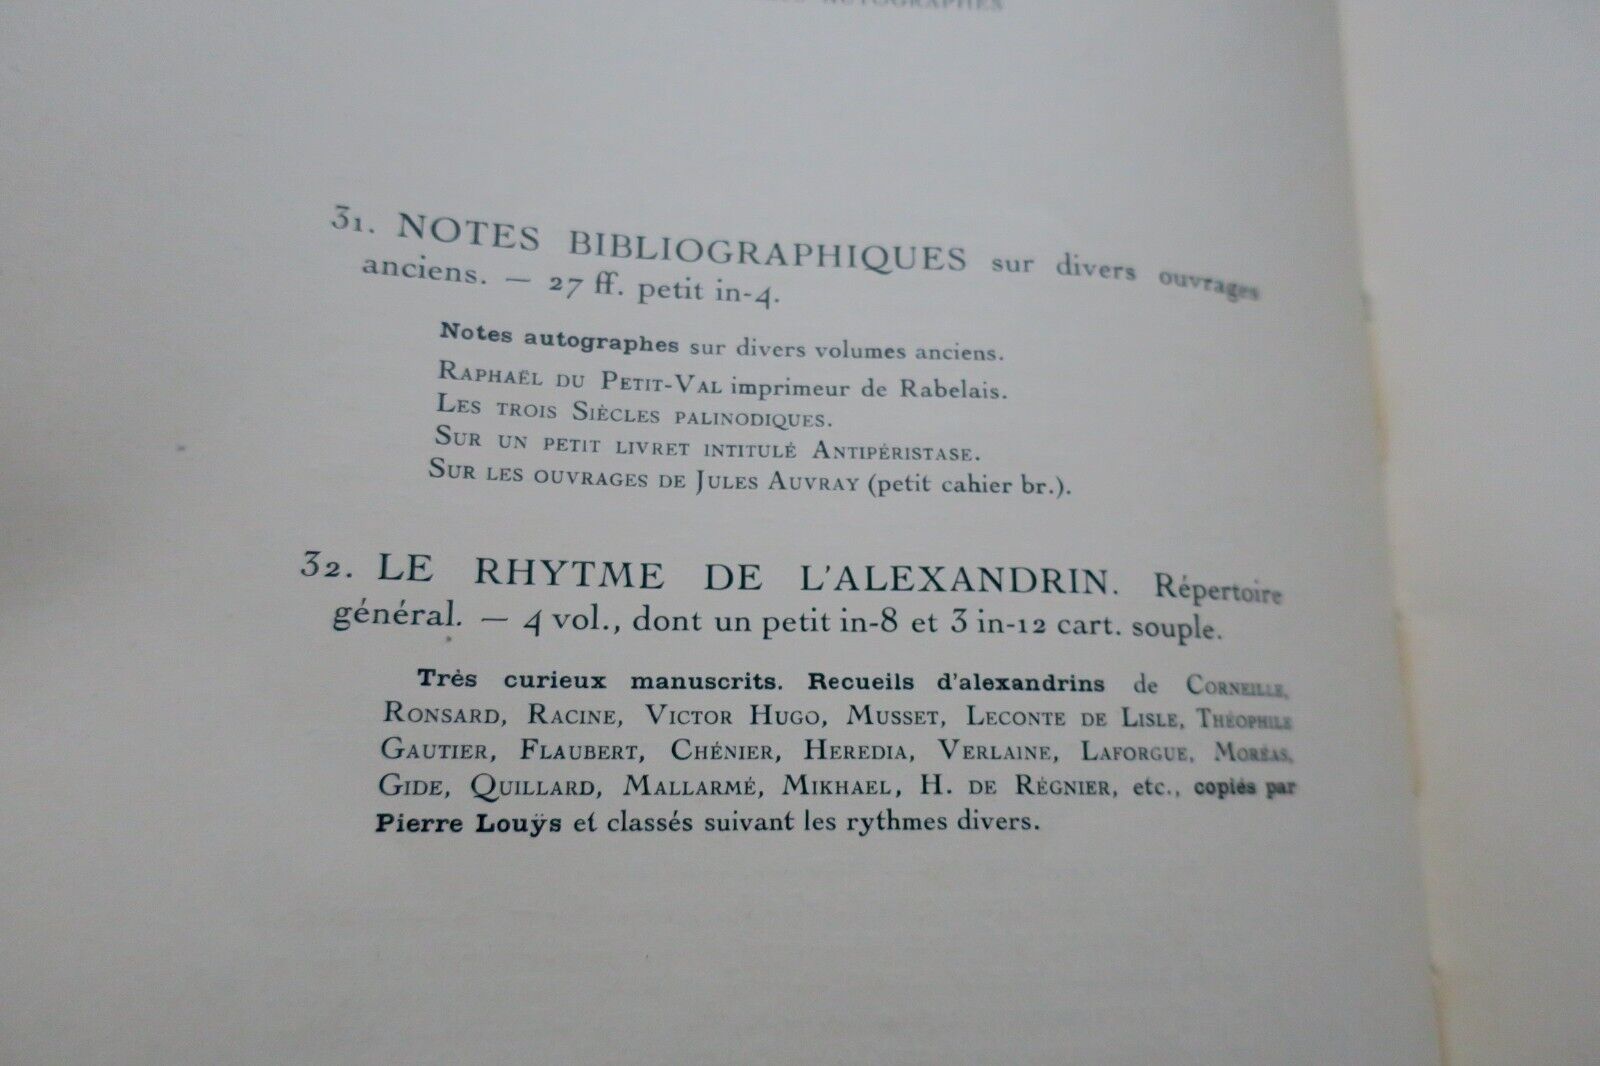 AUTOGRAPHES
31. NOTES BIBLIOGRAPHIQUES sur divers ouvrages
anciens. — 27 ff. petit in-4.
Notes autographes sur divers volumes anciens.
RAPHAËL DU PETIT-VAL imprimeur de Rabelais.
LES TROIS SIÈCLES PALINODIQUES.
SUR UN PETIT LIVRET INTITULÉ ANTIPÉRISTASE.
SUR LES OUVRAGES DE JULES AUVRAY (petit cahier br.).
32. LE RHYTME DE L'ALEXANDRIN. Répertoire
général. — 4 vol., dont un petit in-8 et 3 in-12 cart. souple.
Très curieux manuscrits. Recueils d'alexandrins de CORNEILLE,
RONSARD, RACINE, VICTOR HUGO, MUSSET, LECONTE DE LISLE, THÉOPHILE
GAUTIER, FLAUBERT, CHÉNIER, HEREDIA, VERLAINE, LAFORGUE, MORÉAS,
GIDE, QUILLARD, MALLARMÉ, MIKHAEL, H. DE RÉGNIER, etc., copiés par
Pierre Louÿs et classés suivant les rythmes divers.